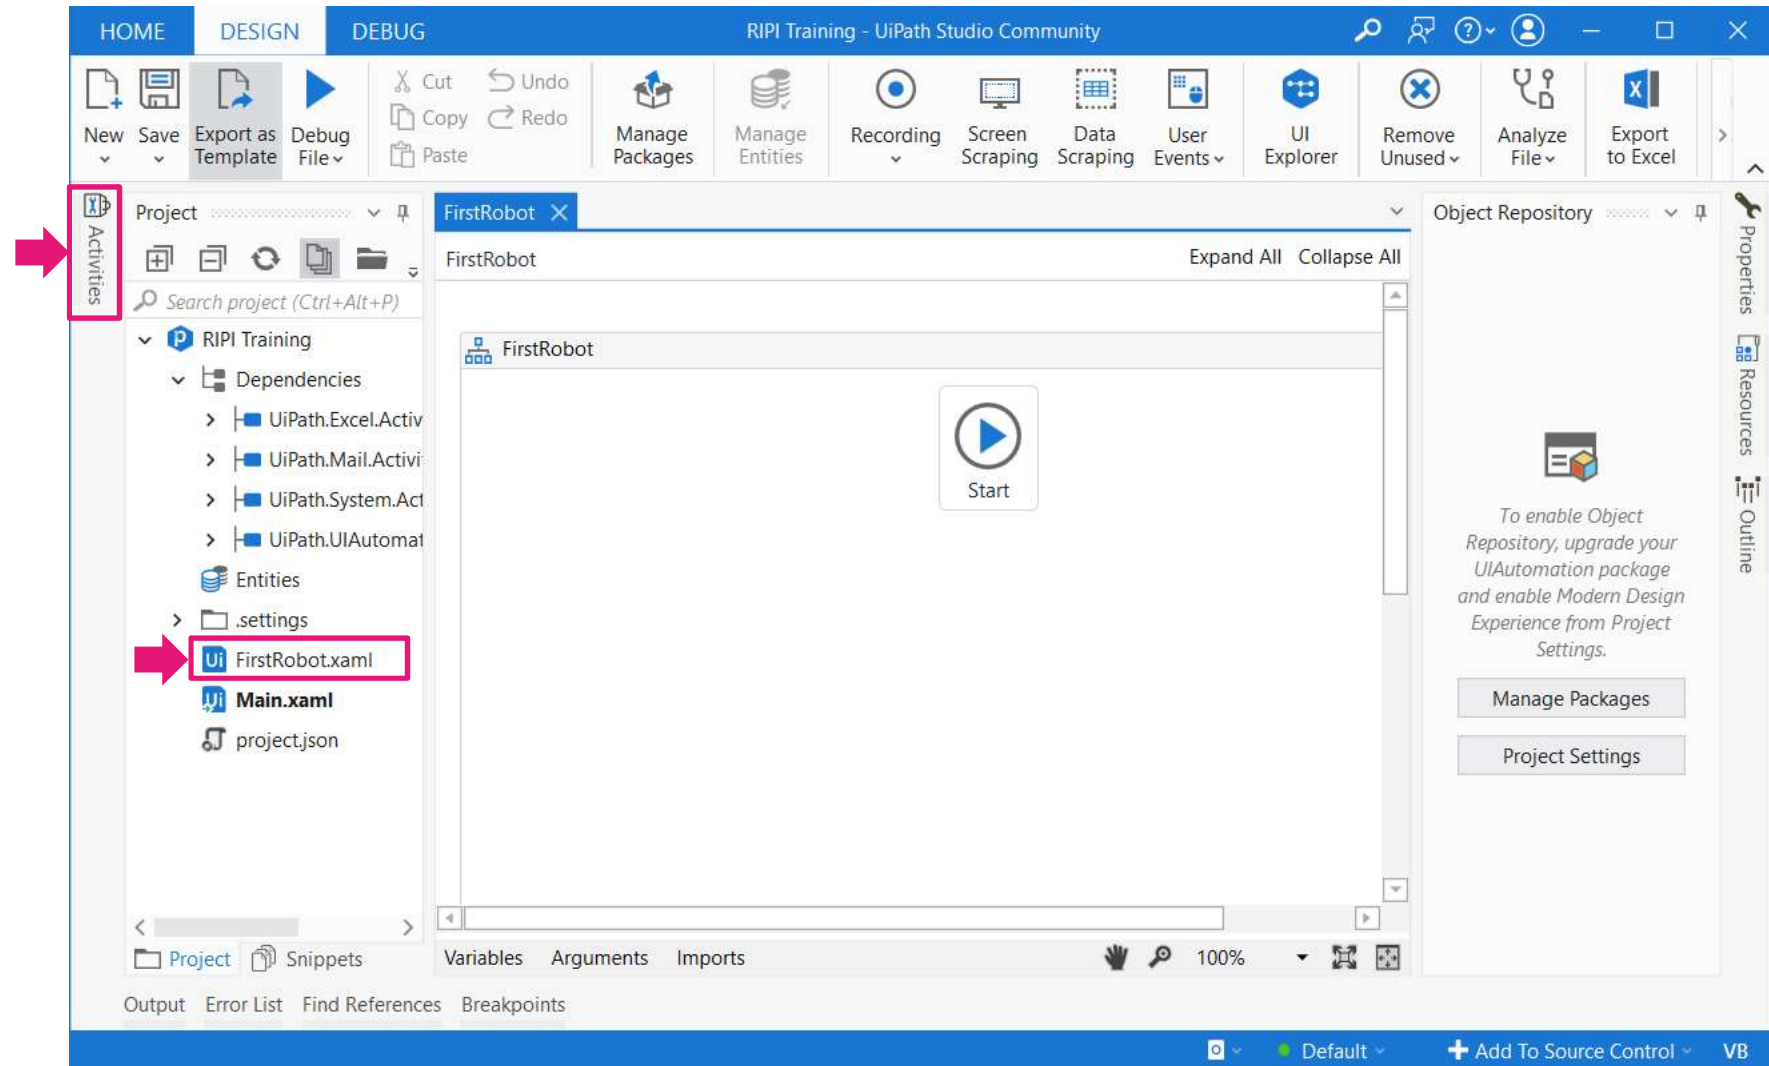 HOME DESIGN DEBUG RIPI Training - UiPath Studio Community
New Save Export as Template Debug File
Cut Undo
Copy Redo
Paste
Manage Packages
Manage Entities
Recording
Screen Scraping
Data Scraping
User Events
UI Explorer
Remove Unused
Analyze File
Export to Excel
Activities
Project
Search project (Ctrl+Alt+P)
RIPI Training
Dependencies
UiPath.Excel.Activ
UiPath.Mail.Activi
UiPath.System.Act
UiPath.UIAutomat
Entities
.settings
FirstRobot.xaml
Main.xaml
project.json
Project Snippets
FirstRobot
FirstRobot Expand All Collapse All
FirstRobot
Start
Variables Arguments Imports 100%
Object Repository
To enable Object
Repository, upgrade your
UIAutomation package
and enable Modern Design
Experience from Project
Settings.
Manage Packages
Project Settings
Properties
Resources
Outline
Output Error List Find References Breakpoints
Default Add To Source Control VB